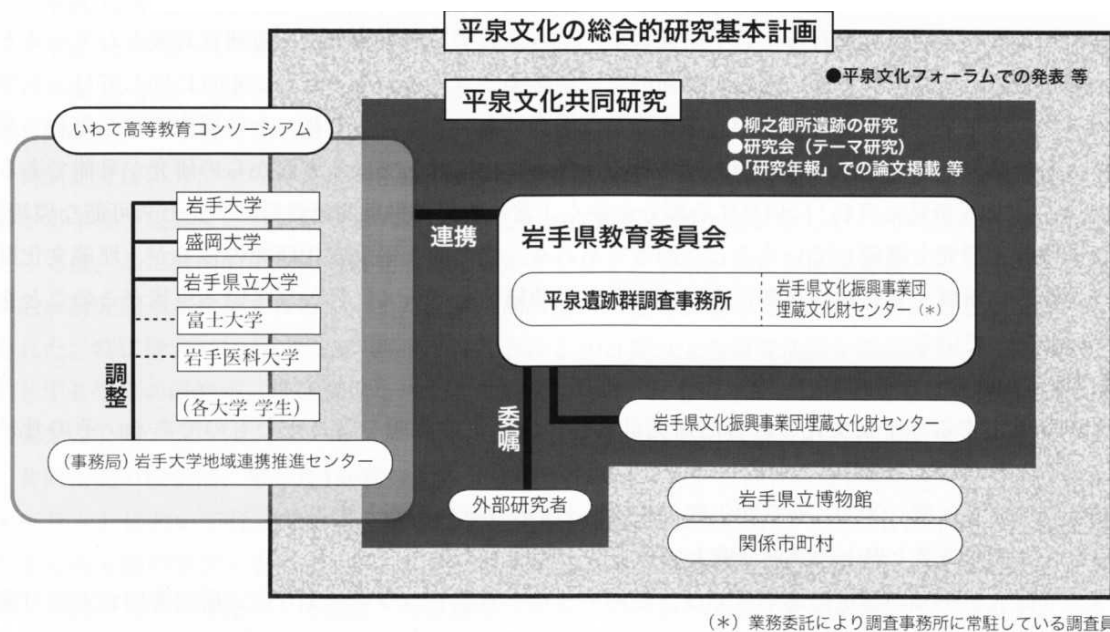 平泉文化の総合的研究基本計画
●平泉文化フォーラムでの発表 等
平泉文化共同研究
●柳之御所遺跡の研究
●研究会（テーマ研究）
●「研究年報」での論文掲載 等
いわて高等教育コンソーシアム
岩手大学
盛岡大学
岩手県立大学
富士大学
岩手医科大学
(各大学 学生)
調整
(事務局) 岩手大学地域連携推進センター
連携
岩手県教育委員会
平泉遺跡群調査事務所
岩手県文化振興事業団
埋蔵文化財センター（＊）
委嘱
岩手県文化振興事業団埋蔵文化財センター
外部研究者
岩手県立博物館
関係市町村
（＊）業務委託により調査事務所に常駐している調査員